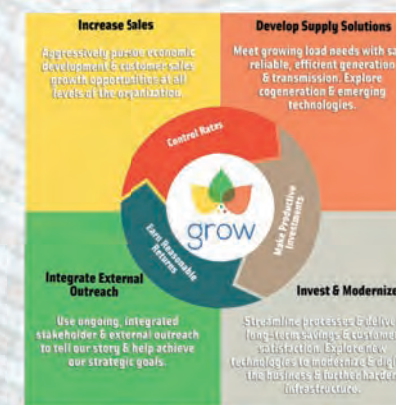 Increase Sales
Aggressively pursue economic
development & customer sales
growth opportunities at all
levels of the organization.
Develop Supply Solutions
Meet growing load needs with
reliable, efficient generation
& transmission. Explore
cogeneration & emerging
technologies.
Control Rates
Make Productive
Investments
Earn Reasonable
Returns
grow
Integrate External
Outreach
Use ongoing, integrated
stakeholder & external outreach
to tell our story & help achieve
our strategic goals.
Invest & Modernize
Streamline processes & deliver
long-term savings & customer
satisfaction. Explore new
technologies to modernize &
the business & further harden
infrastructure.